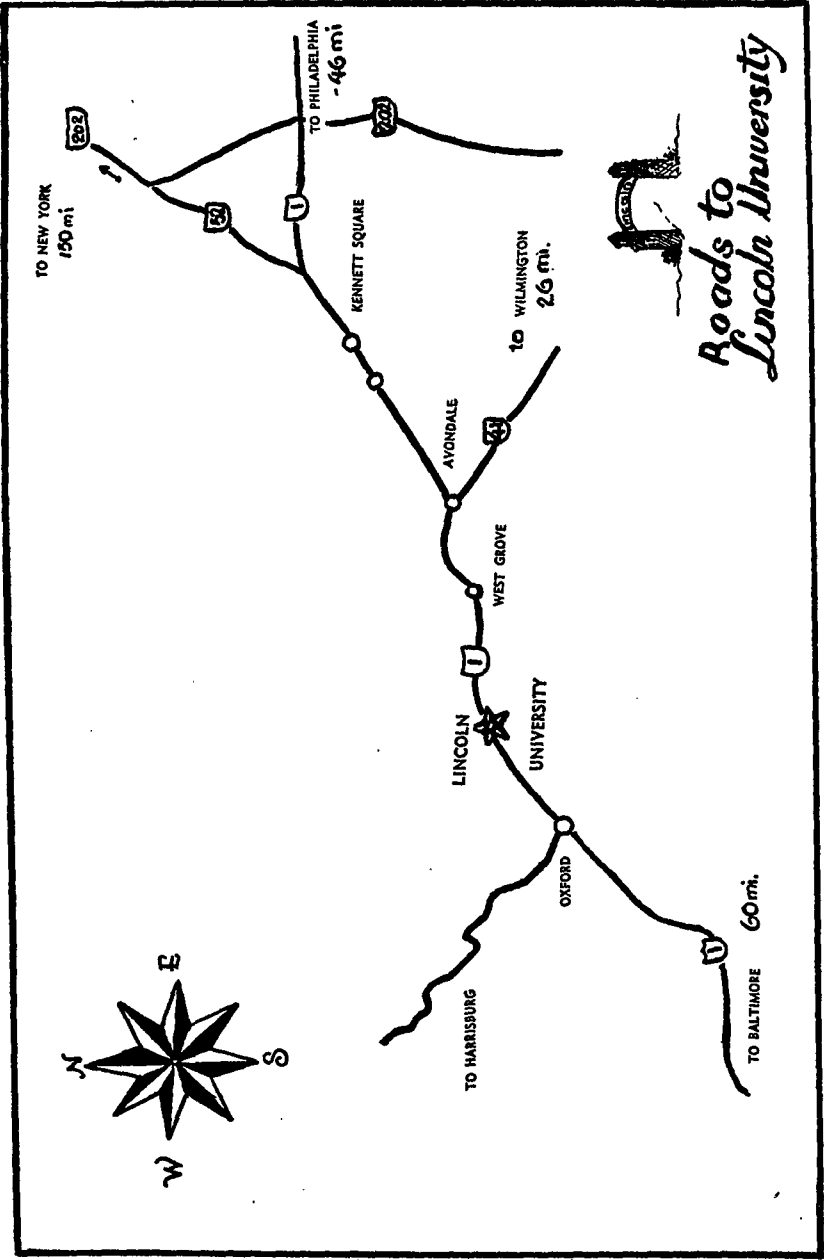 TO NEW YORK
150 mi
N
202
W
E
52
S
1
TO PHILADELPHIA
-46 mi
KENNETT SQUARE
202
AVONDALE
LINCOLN
UNIVERSITY
TO HARRISBURG
1
41
WEST GROVE
to WILMINGTON
26 mi.
OXFORD
1
TO BALTIMORE
60 mi.
Roads to
Lincoln University